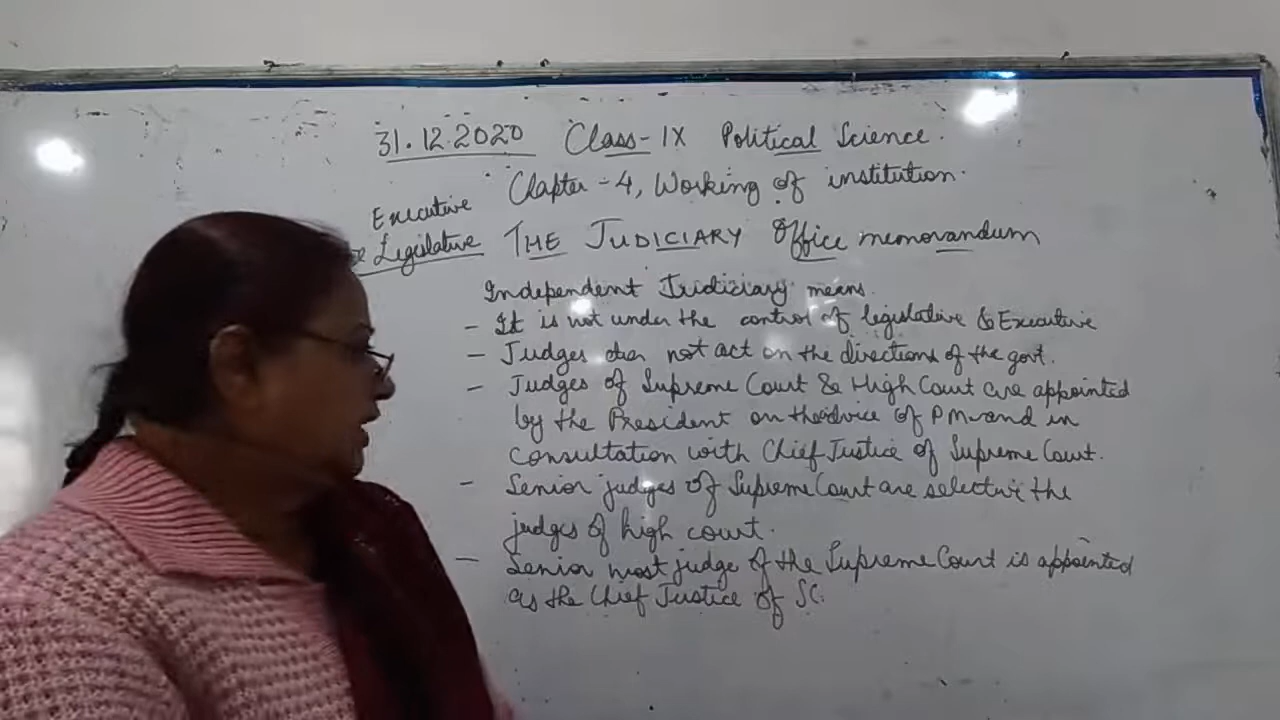 31.12.2020 Class-IX Political Science.
Chapter-4, Working of institution.
Executive
Legislative THE JUDICIARY Office memorandum
Independent Judiciary means.
- It is not under the control of legislative & Executive
- Judges not act on the directions of the govt.
- Judges of Supreme Court & High Court are appointed
by the President on the advice of PM and in
consultation with Chief Justice of Supreme Court.
- Senior judges of Supreme Court are selective the
judges of high court.
- Senior most judge of the Supreme Court is appointed
as the Chief Justice of SC.